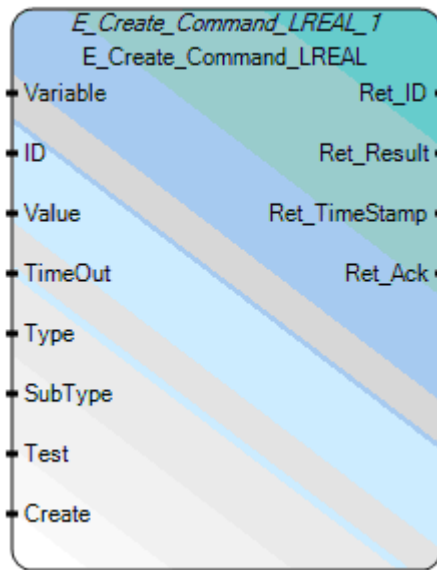 E_Create_Command_LREAL_1
E_Create_Command_LREAL
Variable Ret_ID
ID Ret_Result
Value Ret_TimeStamp
TimeOut Ret_Ack
Type
SubType
Test
Create